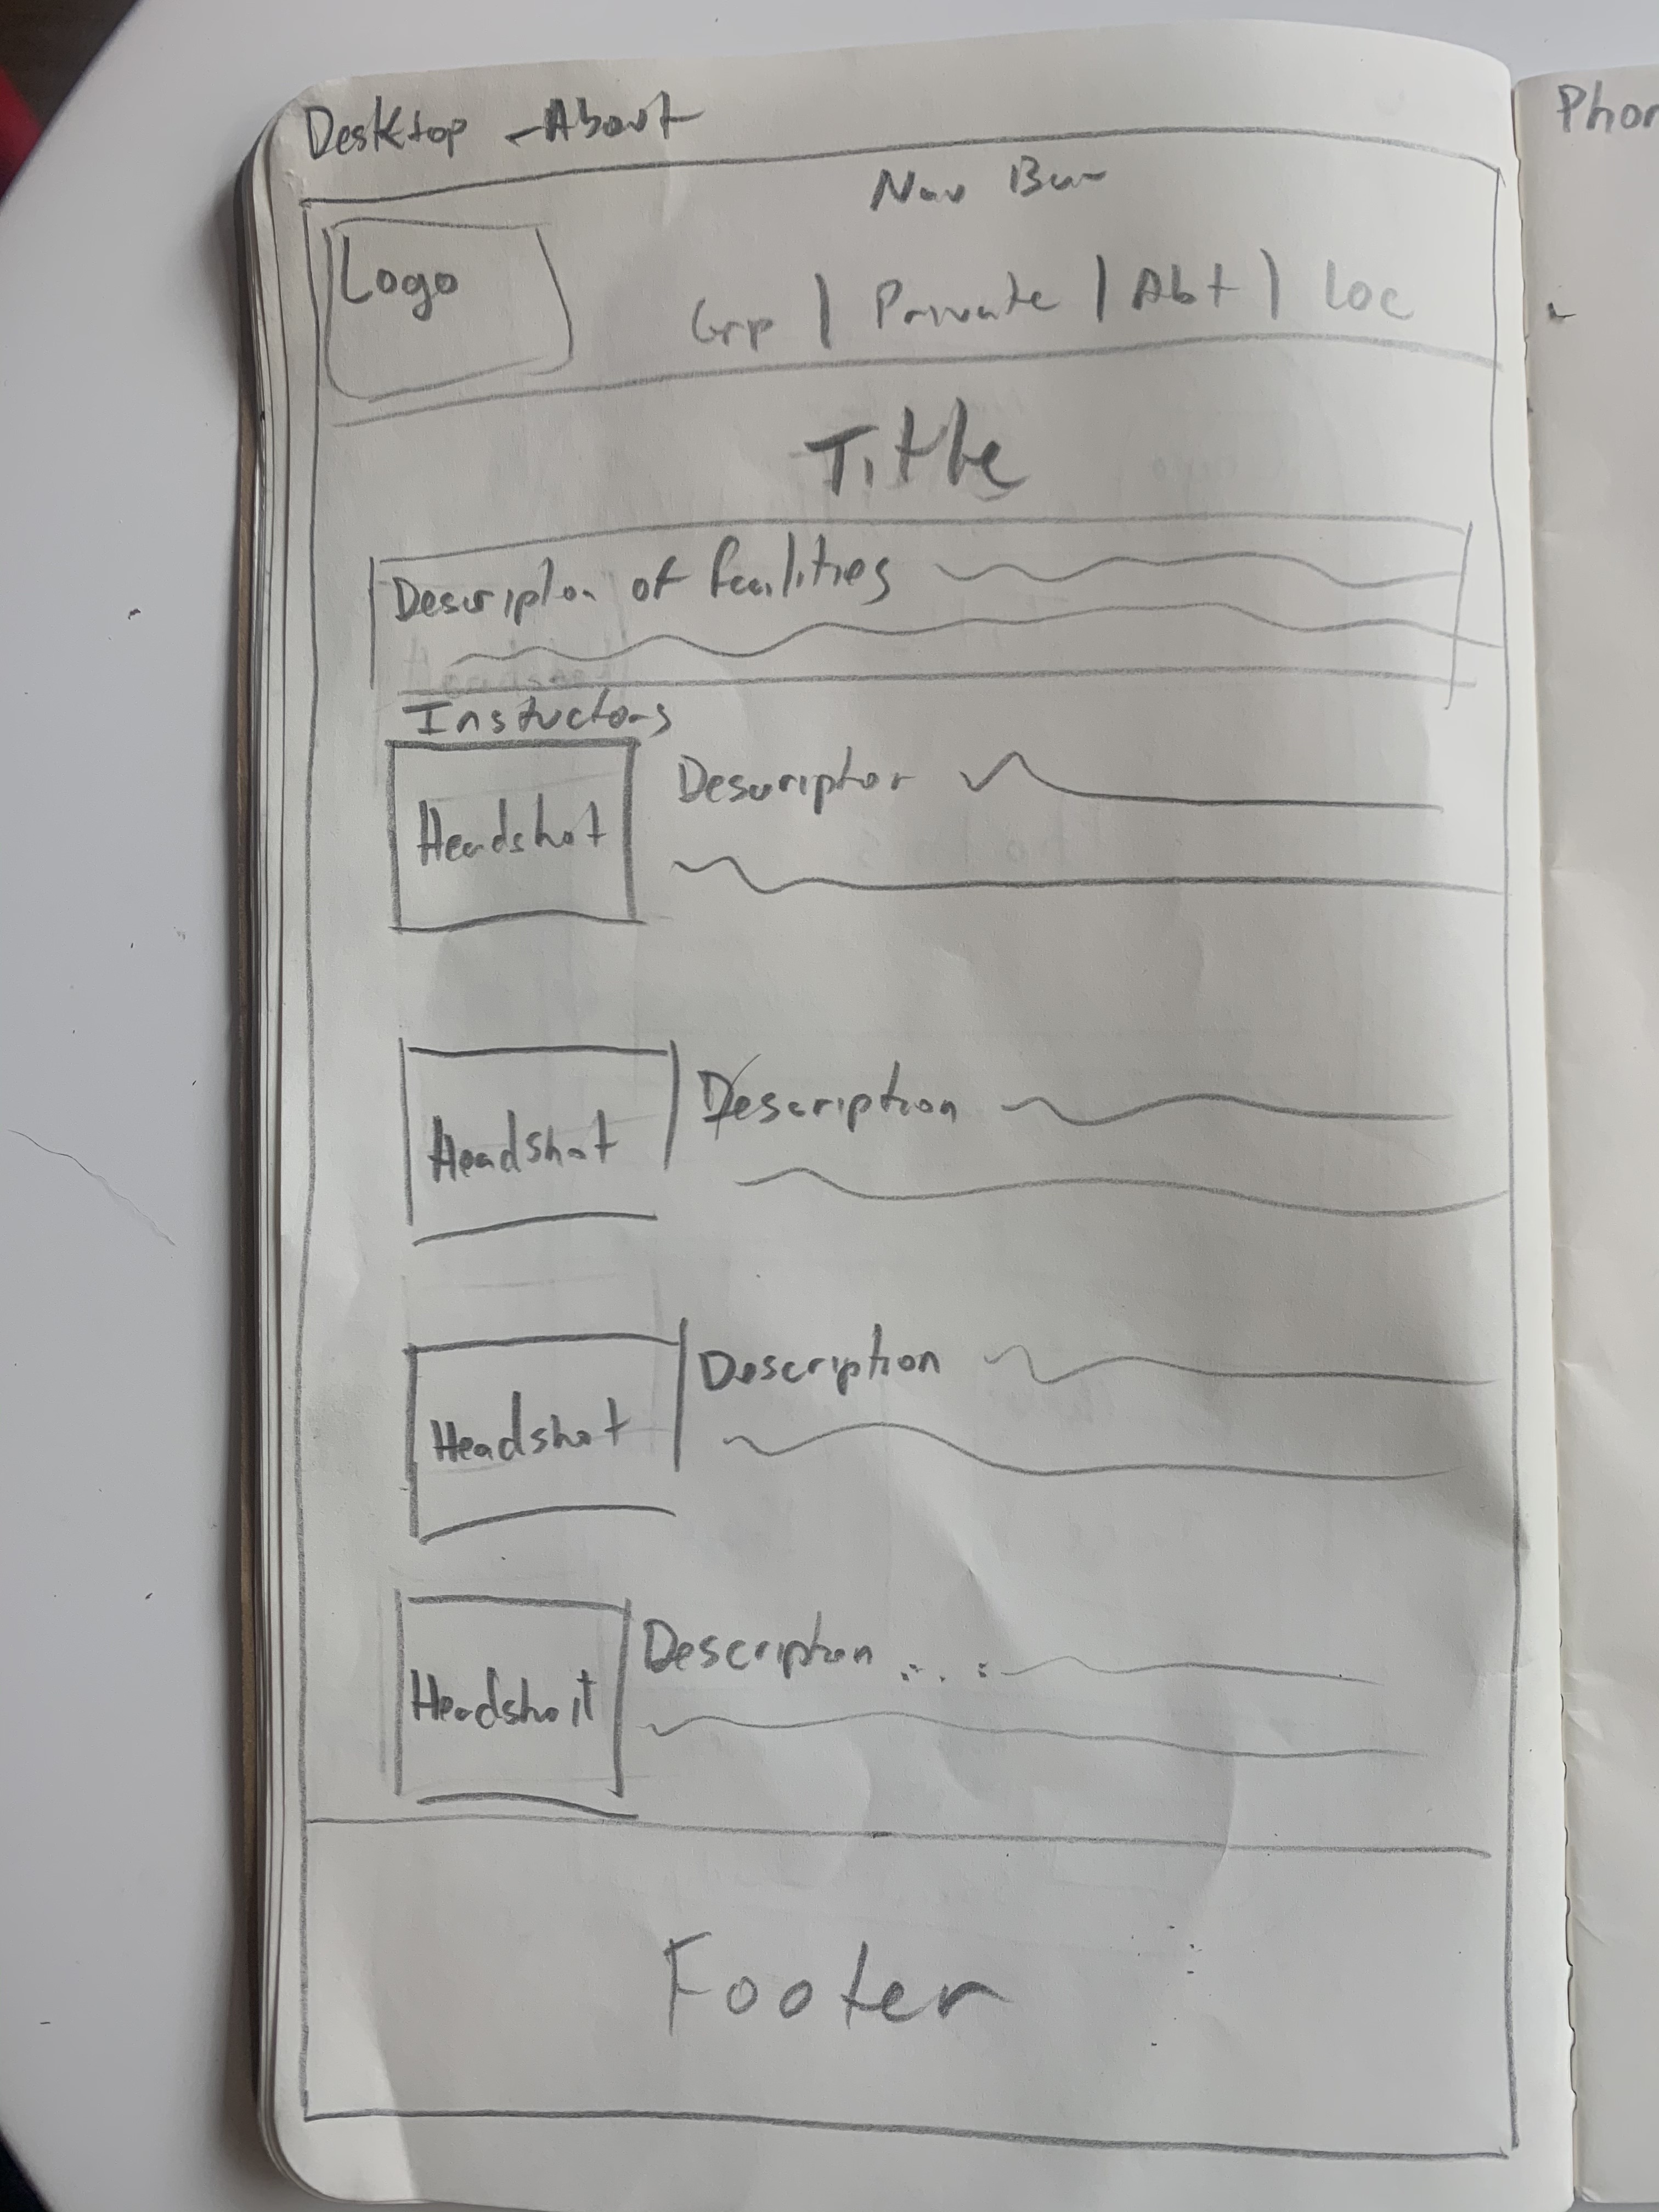 Desktop - About
Phon
Nav Bar
Logo
Grp | Private | Abt | Loc
Title
Description of facilities
Instuctors
Headshot
Description
Headshot
Description
Headshot
Description
Headshot
Description
Footer